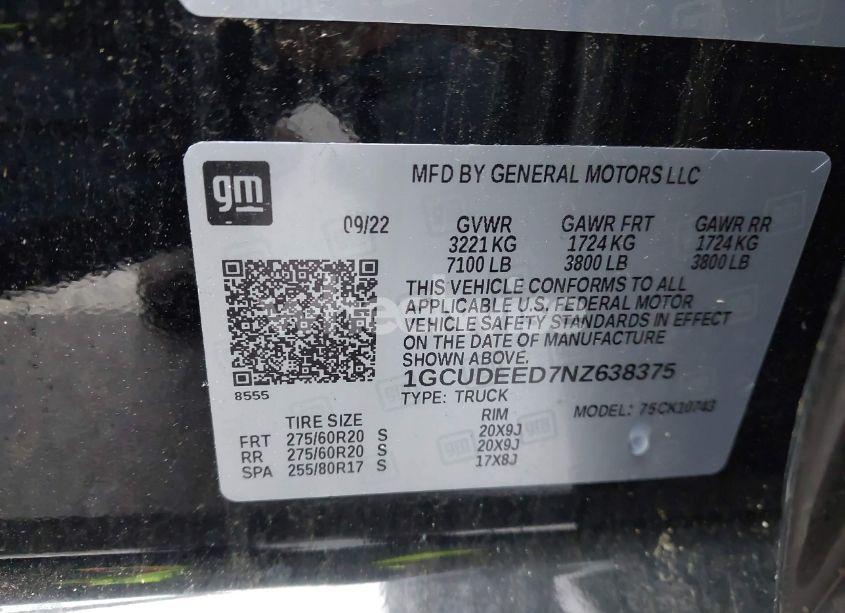 gm
MFD BY GENERAL MOTORS LLC
09/22 GVWR GAWR FRT GAWR RR
3221 KG 1724 KG 1724 KG
7100 LB 3800 LB 3800 LB
THIS VEHICLE CONFORMS TO ALL
APPLICABLE U.S. FEDERAL MOTOR
VEHICLE SAFETY STANDARDS IN EFFECT
ON THE DATE OF MANUFACTURE
SHOWN ABOVE.
8555
1GCUDEED7NZ638375
TYPE: TRUCK MODEL: 75CK10743
TIRE SIZE RIM
FRT 275/60R20 S 20X9J
RR 275/60R20 S 20X9J
SPA 255/80R17 S 17X8J